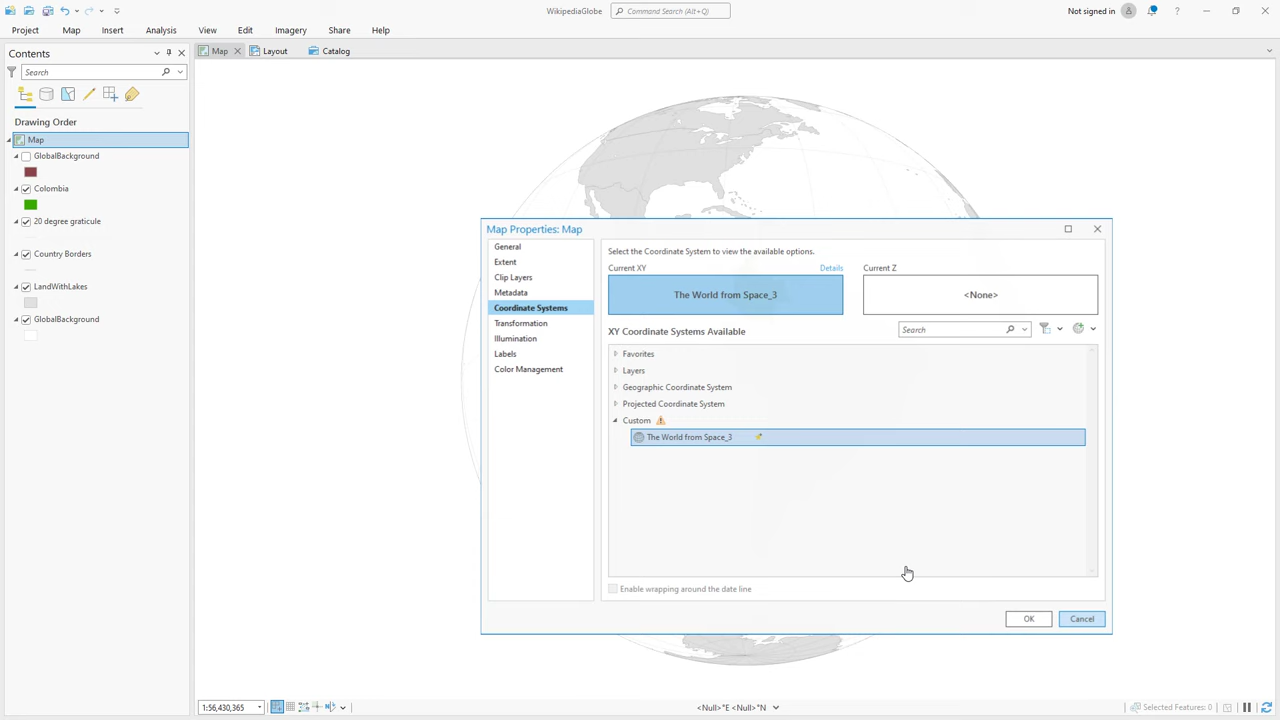 WikipediaGlobe
Command Search (Alt+Q)
Not signed in
Project
Map
Insert
Analysis
View
Edit
Imagery
Share
Help
Contents
Map
Layout
Catalog
Search
Drawing Order
Map
GlobalBackground
Colombia
20 degree graticule
Country Borders
LandWithLakes
GlobalBackground
Map Properties: Map
General
Extent
Clip Layers
Metadata
Coordinate Systems
Transformation
Illumination
Labels
Color Management
Select the Coordinate System to view the available options.
Current XY
Details
Current Z
The World from Space_3
<None>
XY Coordinate Systems Available
Search
Favorites
Layers
Geographic Coordinate System
Projected Coordinate System
Custom
The World from Space_3
Enable wrapping around the date line
OK
Cancel
1:56,430,365
<Null>°E <Null>°N
Selected Features: 0